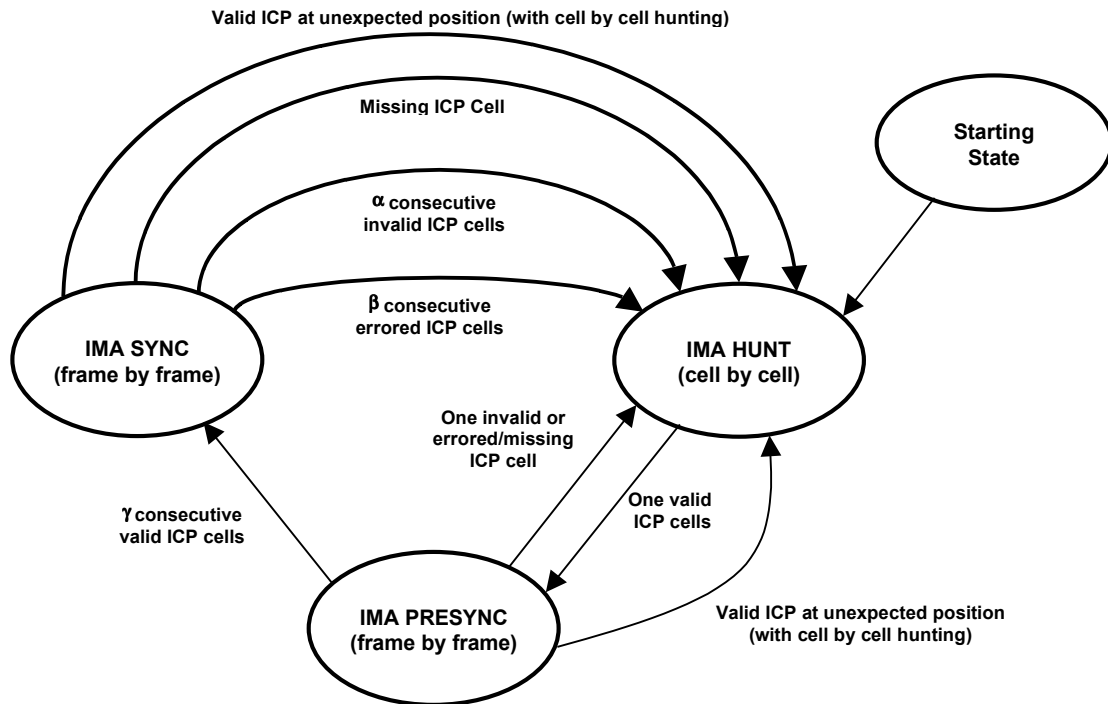 Valid ICP at unexpected position (with cell by cell hunting)
Missing ICP Cell
Starting
State
α consecutive
invalid ICP cells
β consecutive
errored ICP cells
IMA SYNC
(frame by frame)
IMA HUNT
(cell by cell)
One invalid or
errored/missing
ICP cell
One valid
ICP cells
γ consecutive
valid ICP cells
IMA PRESYNC
(frame by frame)
Valid ICP at unexpected position
(with cell by cell hunting)